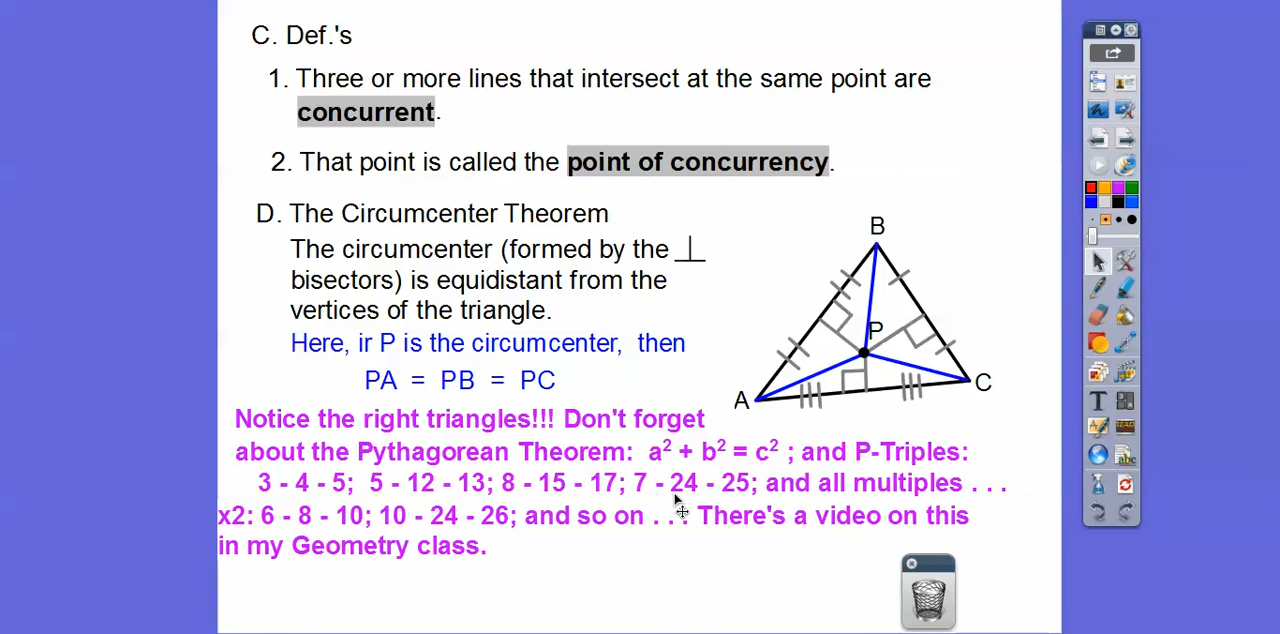 C. Def.'s
1. Three or more lines that intersect at the same point are
concurrent.
2. That point is called the point of concurrency.
D. The Circumcenter Theorem
The circumcenter (formed by the ⊥
bisectors) is equidistant from the
vertices of the triangle.
Here, ir P is the circumcenter, then
PA = PB = PC
B
P
A
C
Notice the right triangles!!! Don't forget
about the Pythagorean Theorem: a² + b² = c² ; and P-Triples:
3 - 4 - 5; 5 - 12 - 13; 8 - 15 - 17; 7 - 24 - 25; and all multiples . . .
x2: 6 - 8 - 10; 10 - 24 - 26; and so on . . . There's a video on this
in my Geometry class.